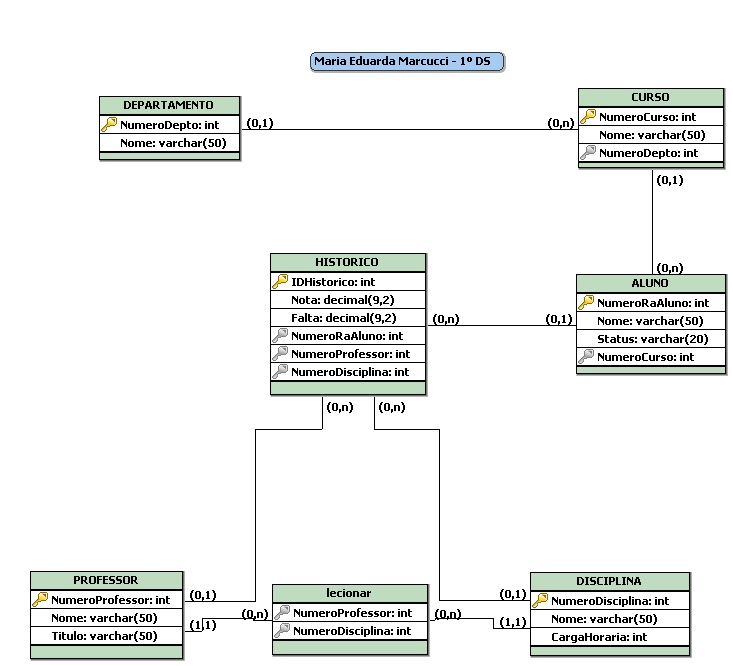 Maria Eduarda Marcucci - 1º DS
DEPARTAMENTO
NumeroDepto: int
Nome: varchar(50)
(0,1)
(0,n)
CURSO
NumeroCurso: int
Nome: varchar(50)
NumeroDepto: int
(0,1)
(0,n)
HISTORICO
IDHistorico: int
Nota: decimal(9,2)
Falta: decimal(9,2)
NumeroRaAluno: int
NumeroProfessor: int
NumeroDisciplina: int
(0,n)
(0,1)
ALUNO
NumeroRaAluno: int
Nome: varchar(50)
Status: varchar(20)
NumeroCurso: int
(0,n)
(0,n)
PROFESSOR
NumeroProfessor: int
Nome: varchar(50)
Titulo: varchar(50)
(0,1)
(1,1)
(0,n)
lecionar
NumeroProfessor: int
NumeroDisciplina: int
(0,n)
(0,1)
(1,1)
DISCIPLINA
NumeroDisciplina: int
Nome: varchar(50)
CargaHoraria: int